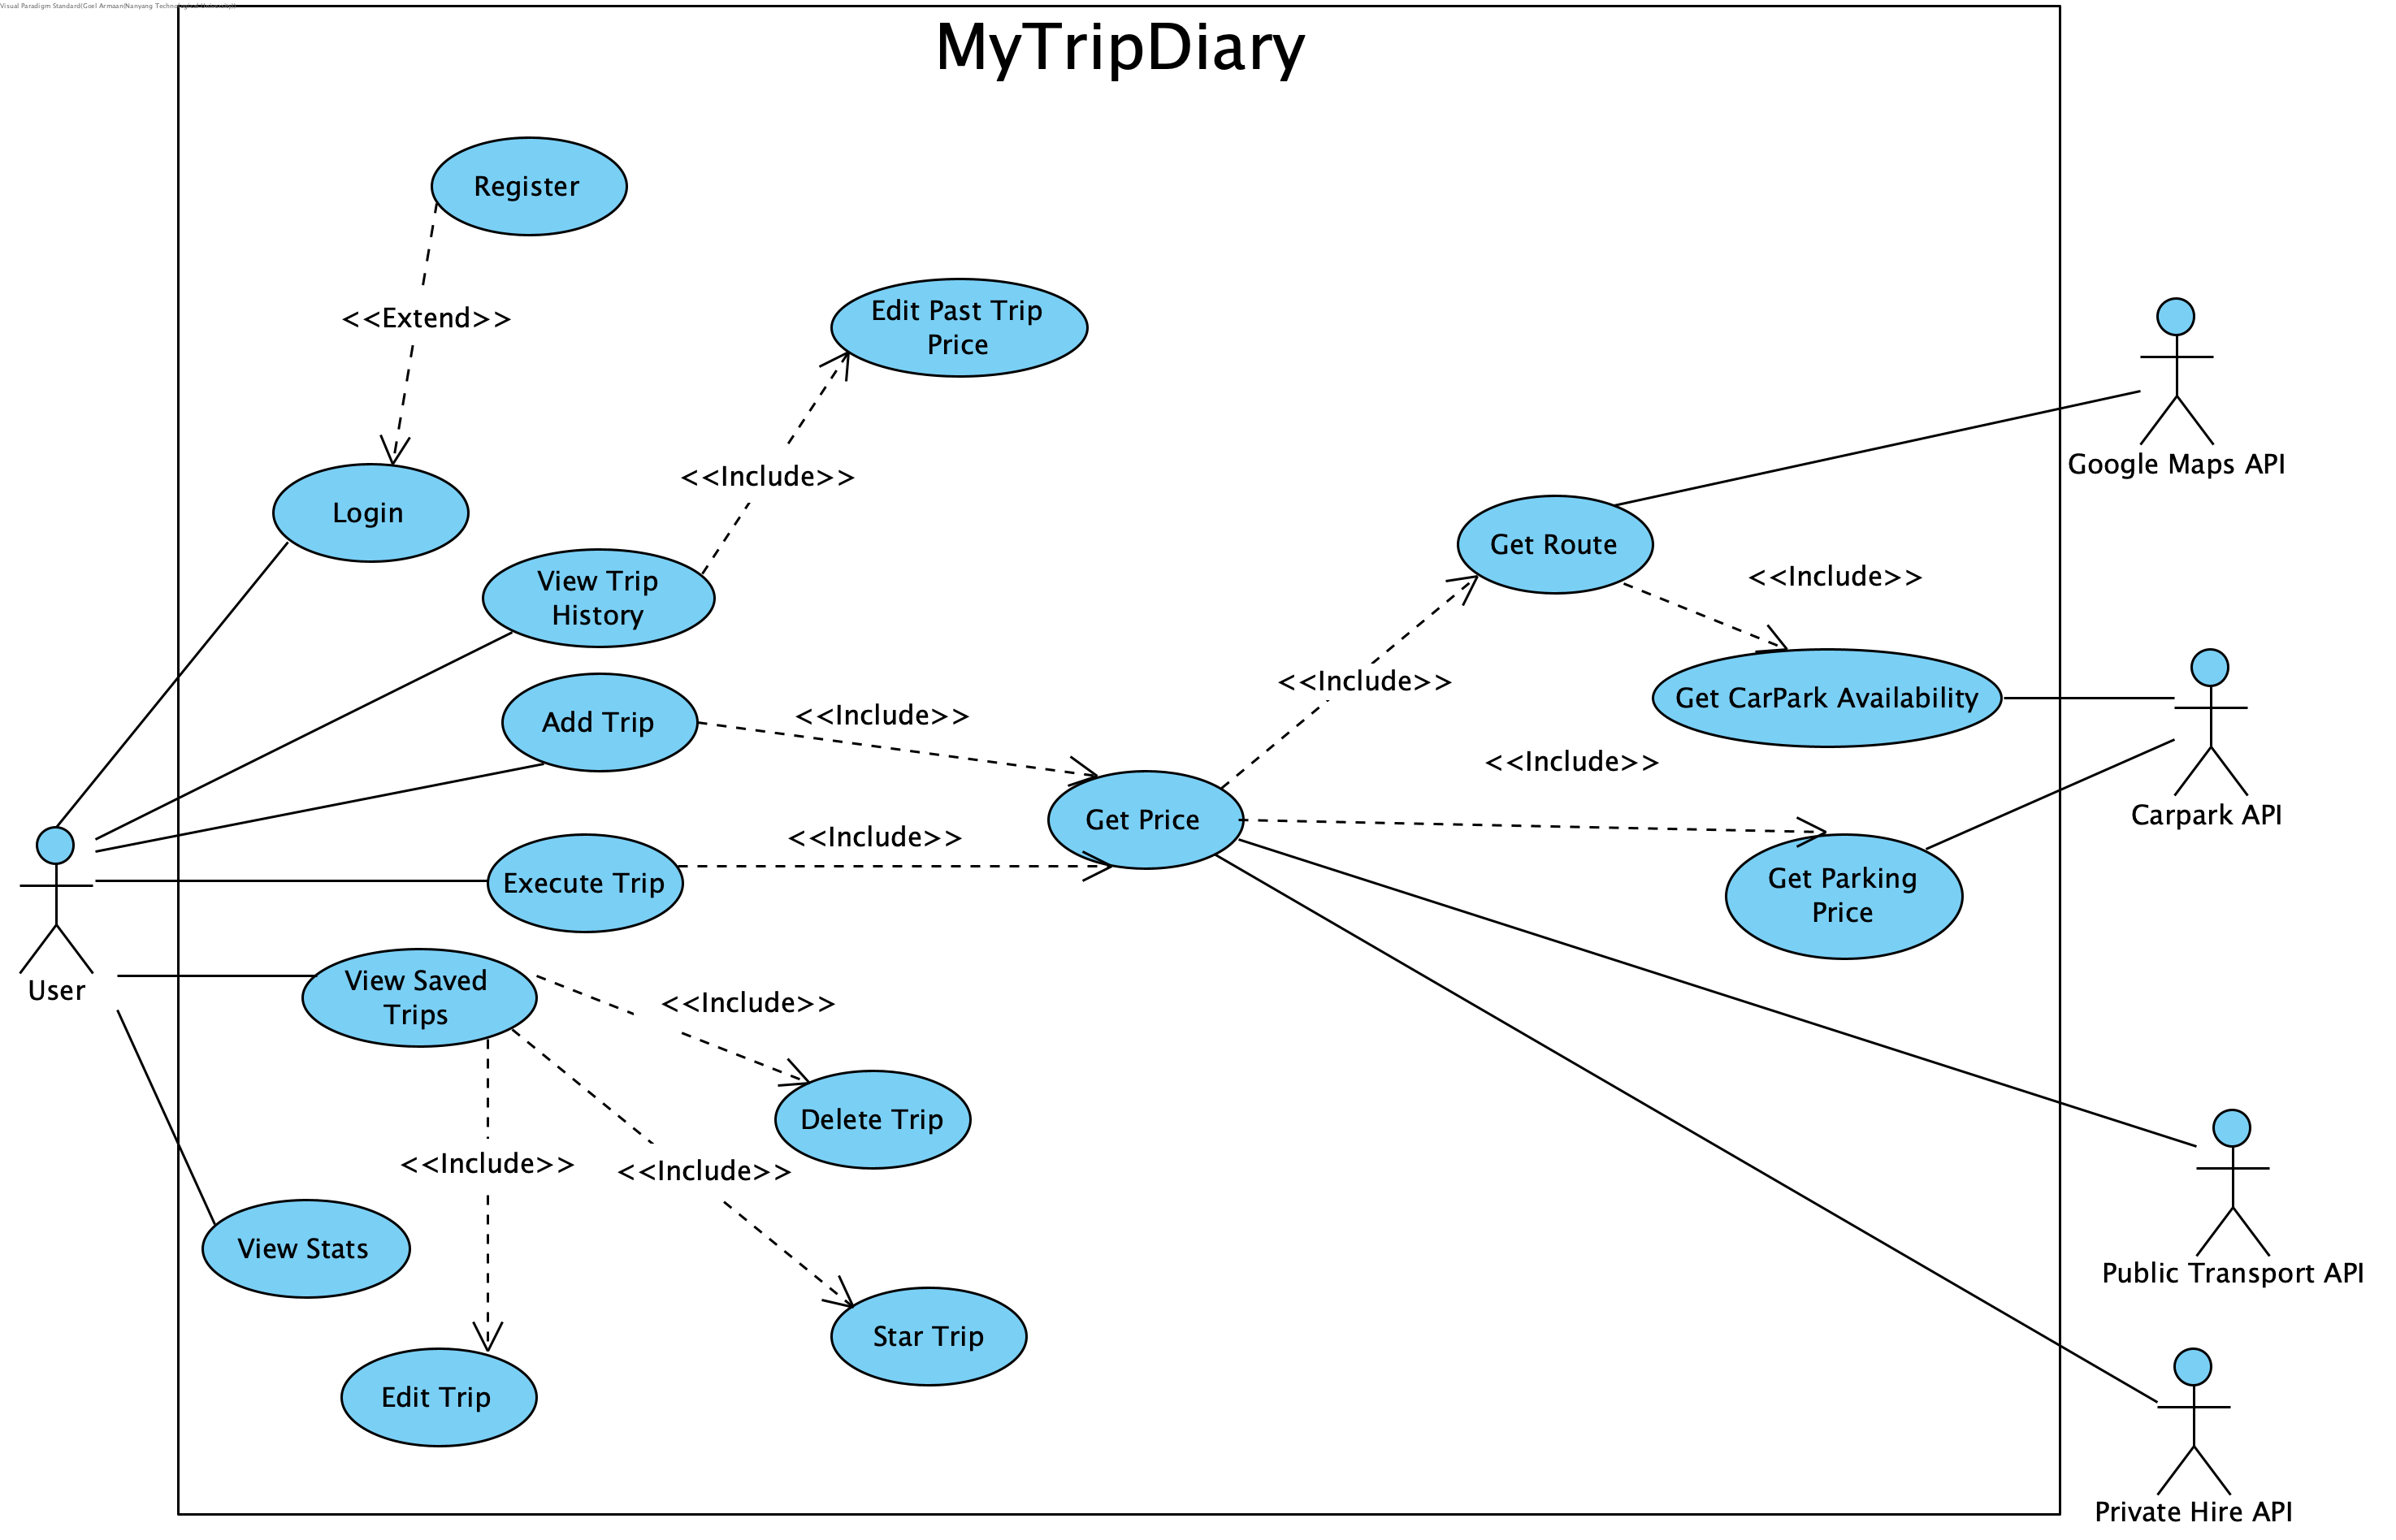 Visual Paradigm Standard(Goel Armaan(Nanyang Technological University))
MyTripDiary
Register
<<Extend>>
Edit Past Trip
Price
Google Maps API
<<Include>>
Login
Get Route
View Trip
History
<<Include>>
<<Include>>
Get CarPark Availability
Add Trip
<<Include>>
<<Include>>
Carpark API
Get Price
<<Include>>
Execute Trip
Get Parking
Price
User
View Saved
Trips
<<Include>>
Delete Trip
<<Include>>
<<Include>>
View Stats
Public Transport API
Star Trip
Edit Trip
Private Hire API